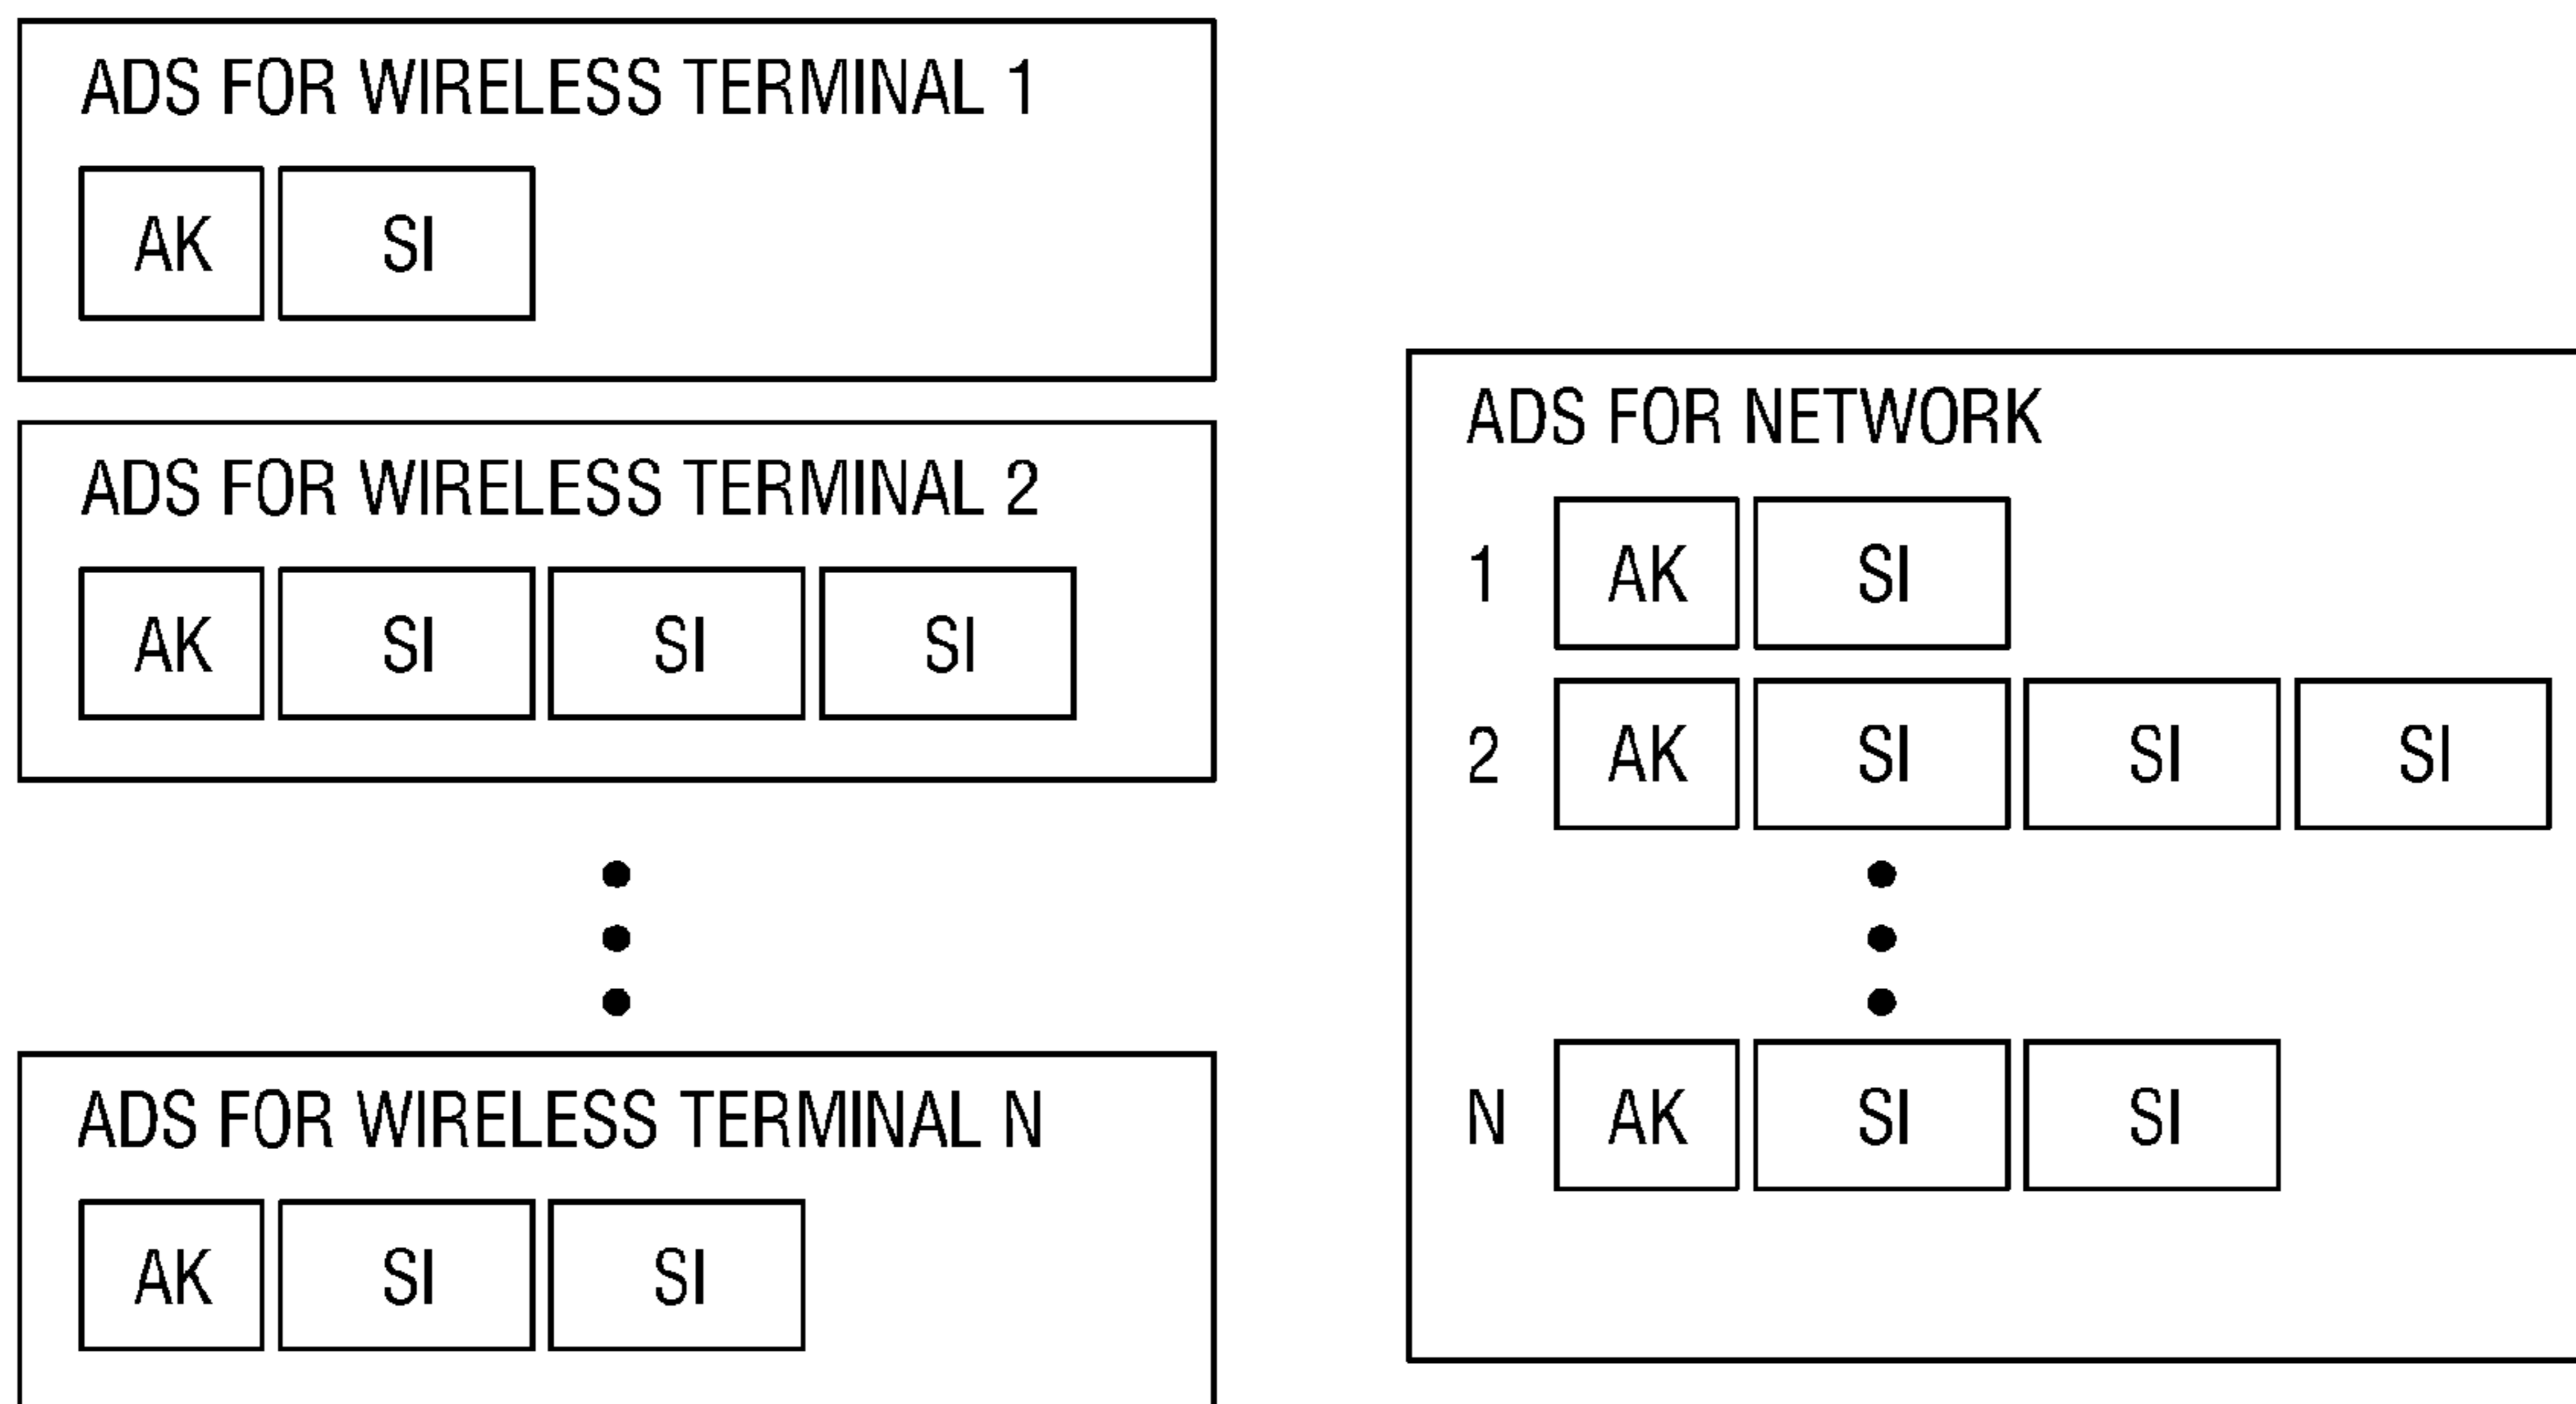 ADS FOR WIRELESS TERMINAL 1
AK SI
ADS FOR WIRELESS TERMINAL 2
AK SI SI SI
ADS FOR WIRELESS TERMINAL N
AK SI SI
ADS FOR NETWORK
1 AK SI
2 AK SI SI SI
N AK SI SI